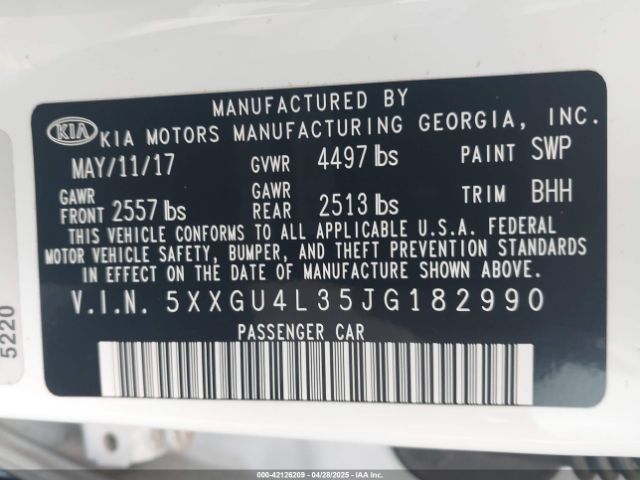 MANUFACTURED BY
KIA KIA MOTORS MANUFACTURING GEORGIA, INC.
MAY/11/17 GVWR 4497 lbs PAINT SWP
GAWR FRONT 2557 lbs GAWR REAR 2513 lbs TRIM BHH
THIS VEHICLE CONFORMS TO ALL APPLICABLE U.S.A. FEDERAL
MOTOR VEHICLE SAFETY, BUMPER, AND THEFT PREVENTION STANDARDS
IN EFFECT ON THE DATE OF MANUFACTURE SHOWN ABOVE.
V.I.N. 5XXGU4L35JG182990
PASSENGER CAR
5220
000-42126209 04/28/2025 IAA Holdings, LLC. Copyright